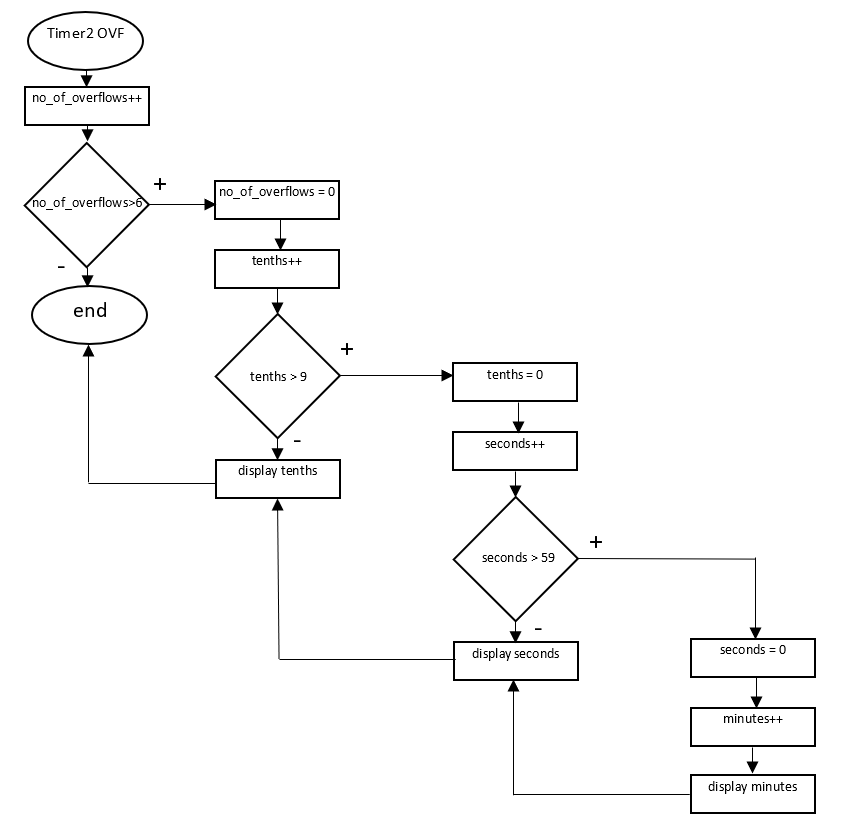 Timer2 OVF
no_of_overflows++
no_of_overflows>6
+
-
end
no_of_overflows = 0
tenths++
tenths > 9
+
-
display tenths
tenths = 0
seconds++
seconds > 59
+
-
display seconds
seconds = 0
minutes++
display minutes